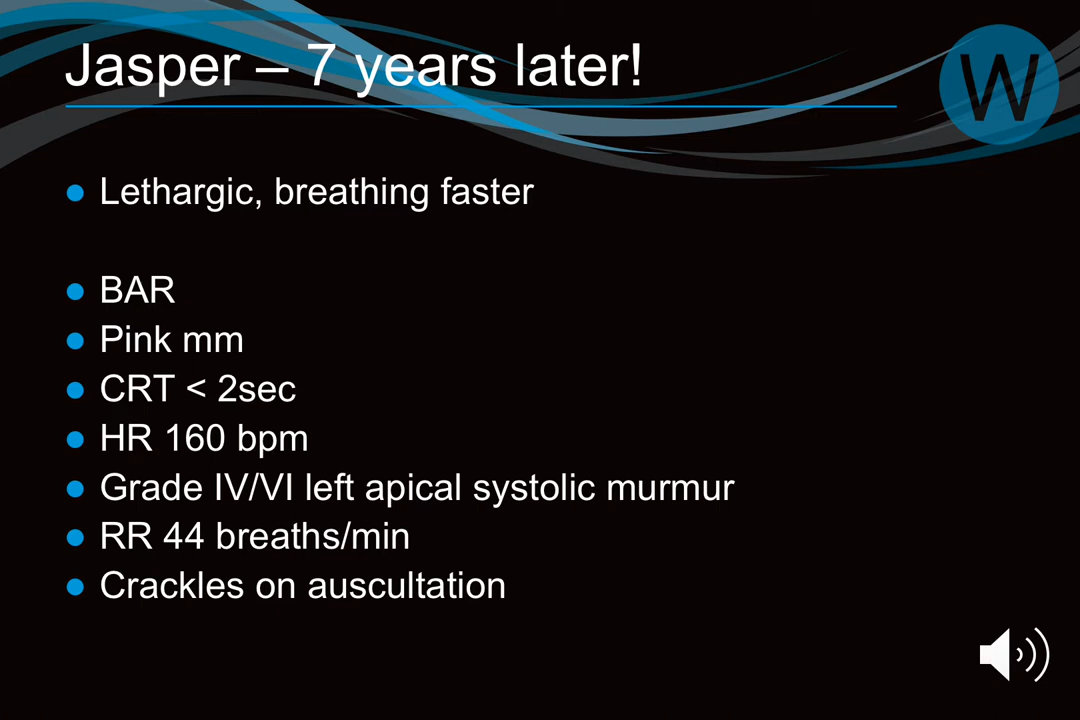 Jasper – 7 years later!
W
Lethargic, breathing faster
BAR
Pink mm
CRT < 2sec
HR 160 bpm
Grade IV/VI left apical systolic murmur
RR 44 breaths/min
Crackles on auscultation